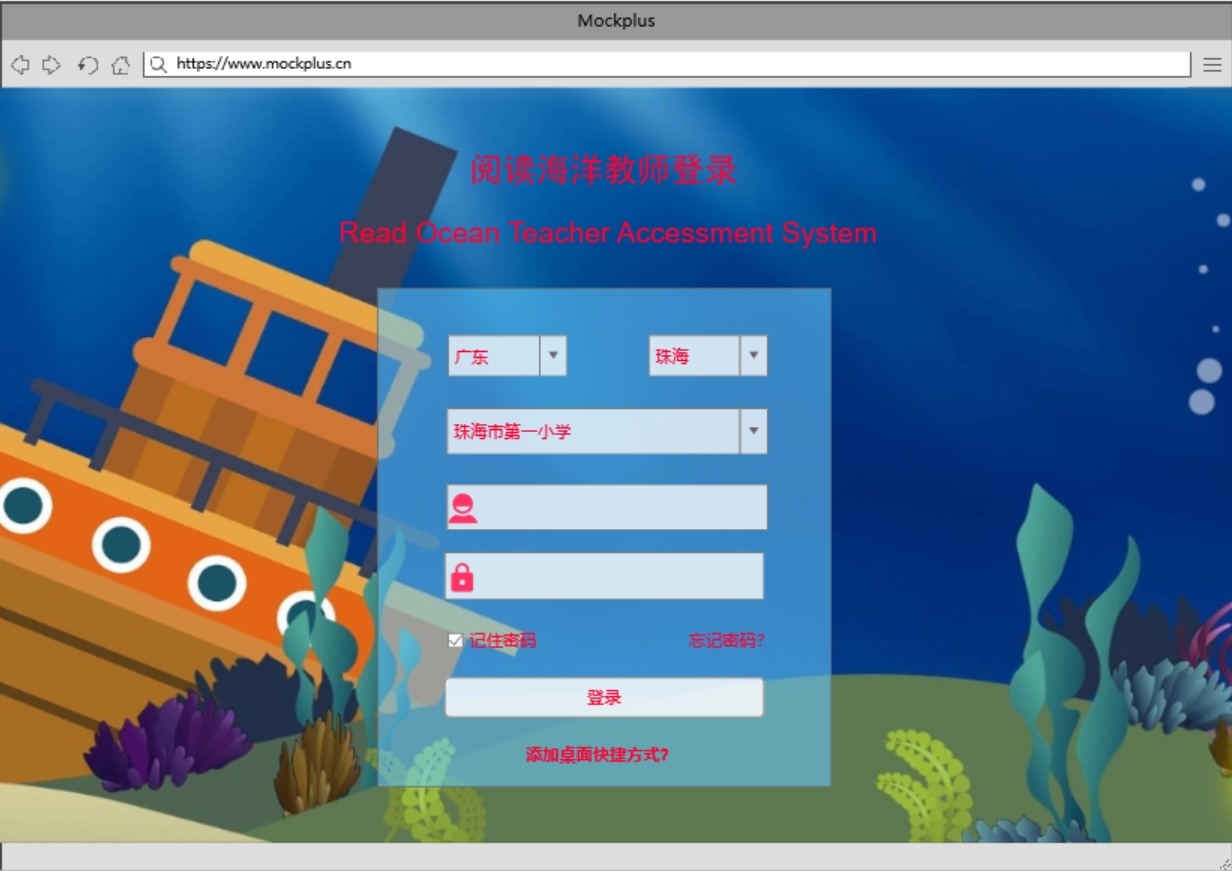 Mockplus
https://www.mockplus.cn
阅读海洋教师登录
Read Ocean Teacher Accessment System
广东 珠海
珠海市第一小学
记住密码 忘记密码?
登录
添加桌面快捷方式?